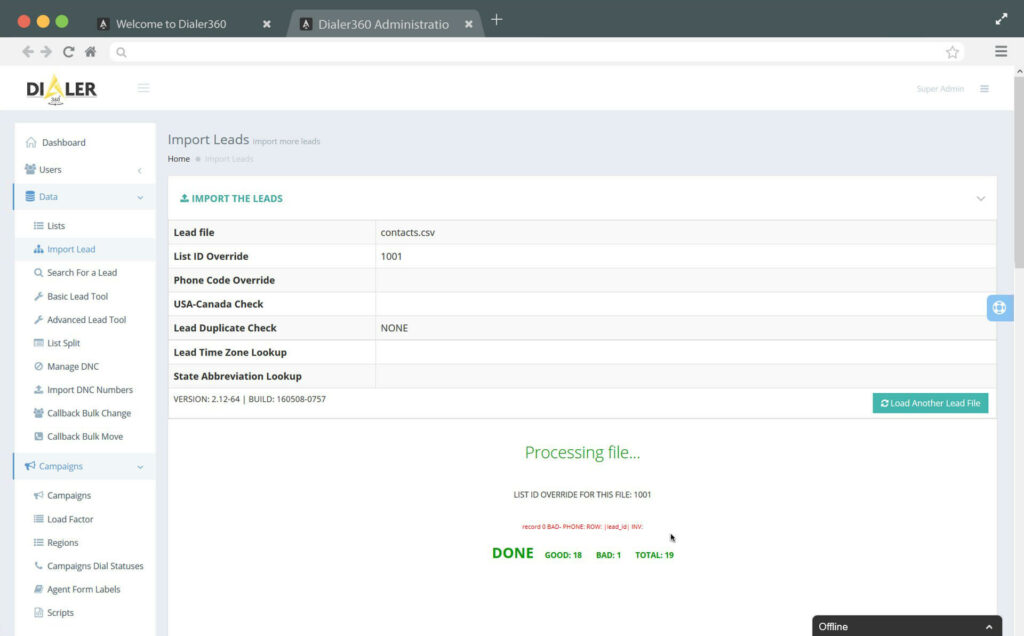 Welcome to Dialer360
Dialer360 Administratio
DIALER
360
Super Admin
Dashboard
Users
Data
Lists
Import Lead
Search For a Lead
Basic Lead Tool
Advanced Lead Tool
List Split
Manage DNC
Import DNC Numbers
Callback Bulk Change
Callback Bulk Move
Campaigns
Campaigns
Load Factor
Regions
Campaigns Dial Statuses
Agent Form Labels
Scripts
Import Leads import more leads
Home Import Leads
IMPORT THE LEADS
Lead file contacts.csv
List ID Override 1001
Phone Code Override
USA-Canada Check
Lead Duplicate Check NONE
Lead Time Zone Lookup
State Abbreviation Lookup
VERSION: 2.12-64 | BUILD: 160508-0757
Load Another Lead File
Processing file...
LIST ID OVERRIDE FOR THIS FILE: 1001
record 0 BAD- PHONE: ROW: |lead_id| INV:
DONE GOOD: 18 BAD: 1 TOTAL: 19
Offline